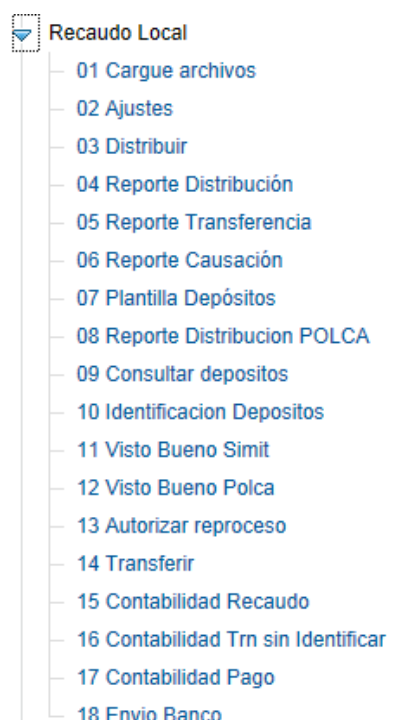 Recaudo Local
01 Cargue archivos
02 Ajustes
03 Distribuir
04 Reporte Distribución
05 Reporte Transferencia
06 Reporte Causación
07 Plantilla Depósitos
08 Reporte Distribucion POLCA
09 Consultar depositos
10 Identificacion Depositos
11 Visto Bueno Simit
12 Visto Bueno Polca
13 Autorizar reproceso
14 Transferir
15 Contabilidad Recaudo
16 Contabilidad Trn sin Identificar
17 Contabilidad Pago
18 Envio Banco